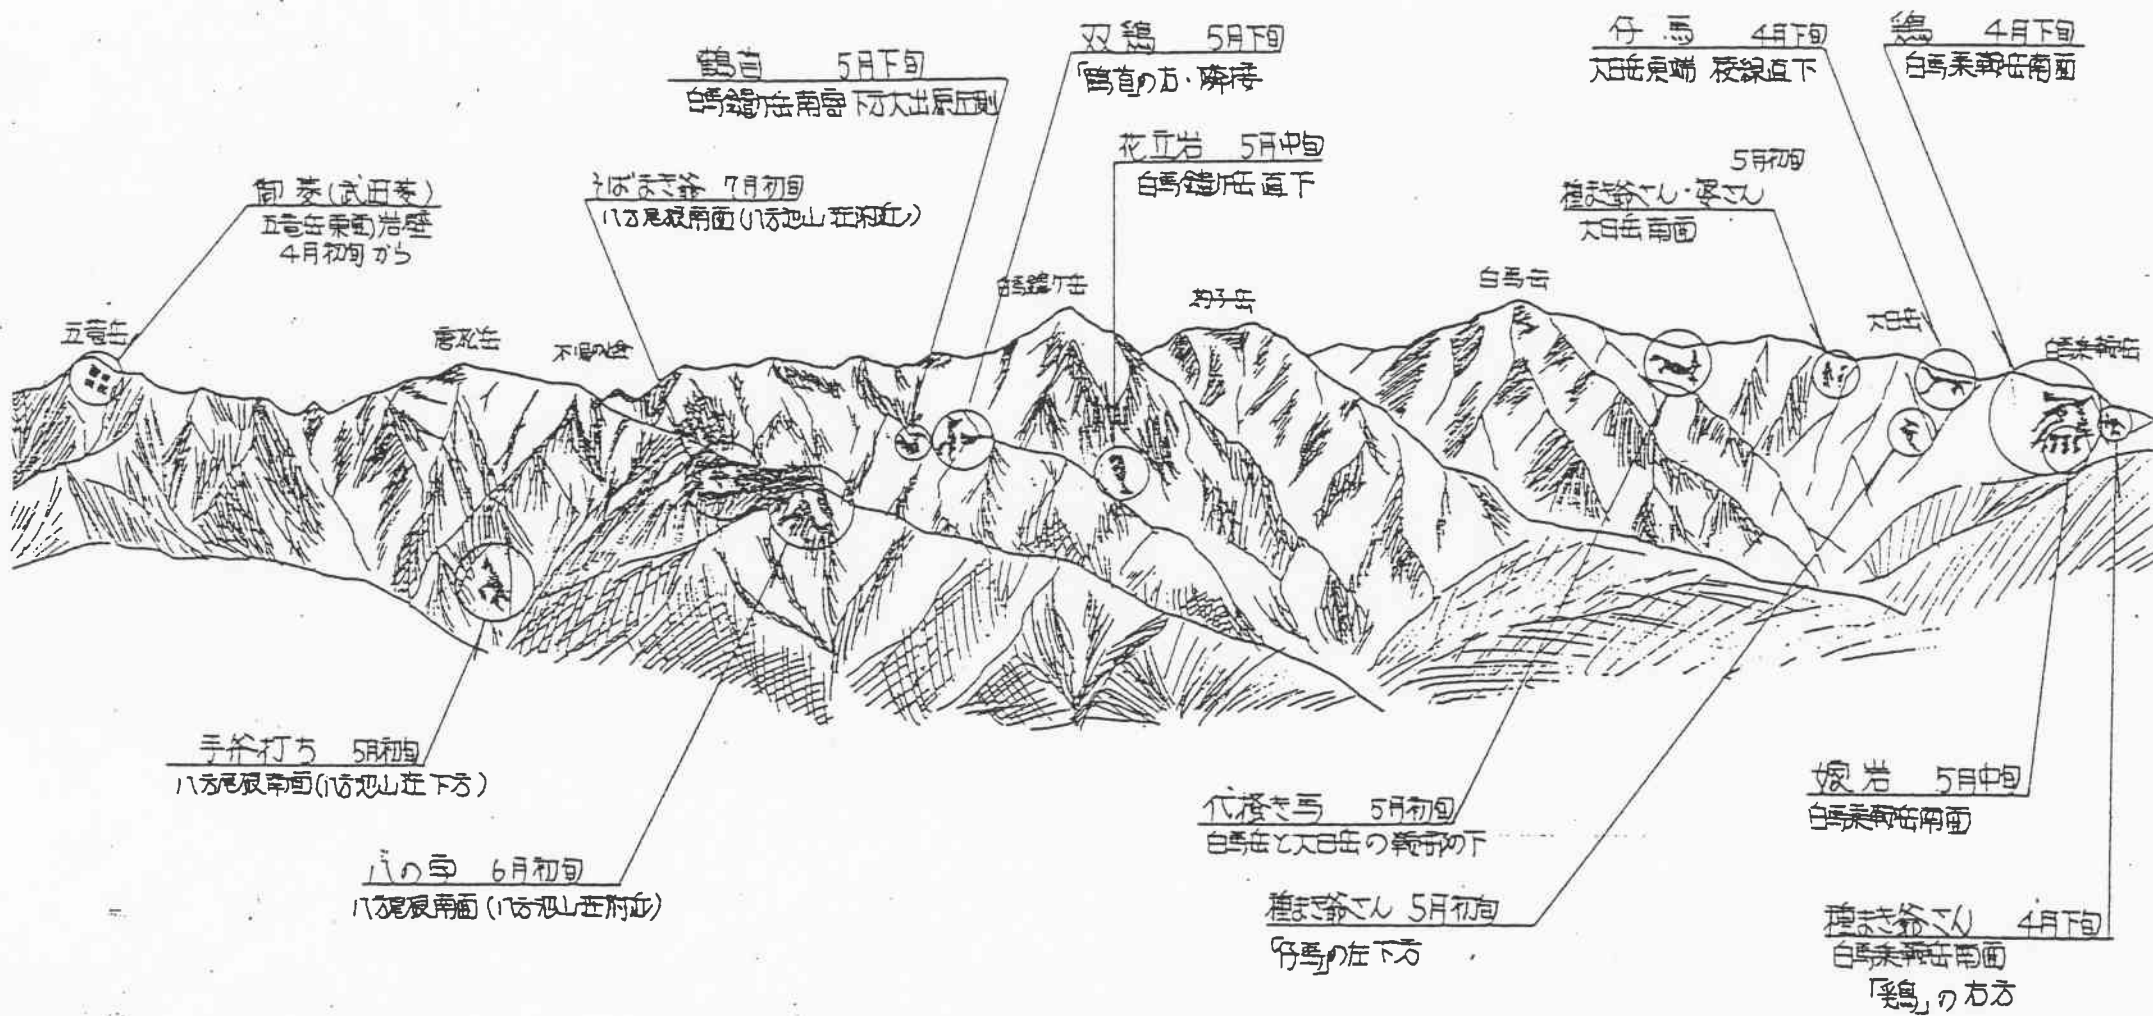 鶴首 5月下旬
白馬鑓ヶ岳南寄下方大出原丘側
双鶏 5月下旬
「鶴首」の右・隣接
仔馬 4月下旬
大日岳東端 稜線直下
鶏 4月下旬
白馬乗鞍岳南面
御菱(武田菱)
五竜岳東面岩壁
4月初旬から
そばまき爺 7月初旬
八方尾根南面(八方池山荘附近)
花立岩 5月中旬
白馬鑓ヶ岳直下
5月初旬
種まき爺さん・婆さん
大日岳南面
五竜岳
唐松岳
不帰の嶮
白馬鑓ヶ岳
杓子岳
白馬岳
大日岳
白馬乗鞍岳
手斧打ち 5月初旬
八方尾根南面(八方池山荘下方)
八の字 6月初旬
八方尾根南面(八方池山荘附近)
代掻き馬 5月初旬
白馬岳と大日岳の鞍部の下
種まき爺さん 5月初旬
「仔馬」の左下方
嫁岩 5月中旬
白馬乗鞍岳南面
種まき爺さん 4月下旬
白馬乗鞍岳南面
「鶏」の右方